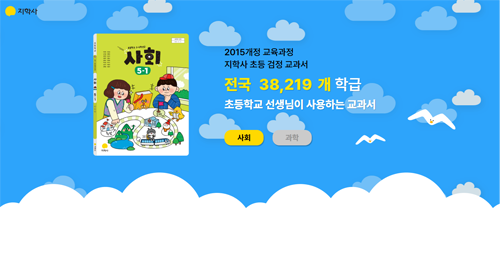 지학사
사회
5-1
2015개정 교육과정
지학사 초등 검정 교과서
전국 38,219 개 학급
초등학교 선생님이 사용하는 교과서
사회
과학